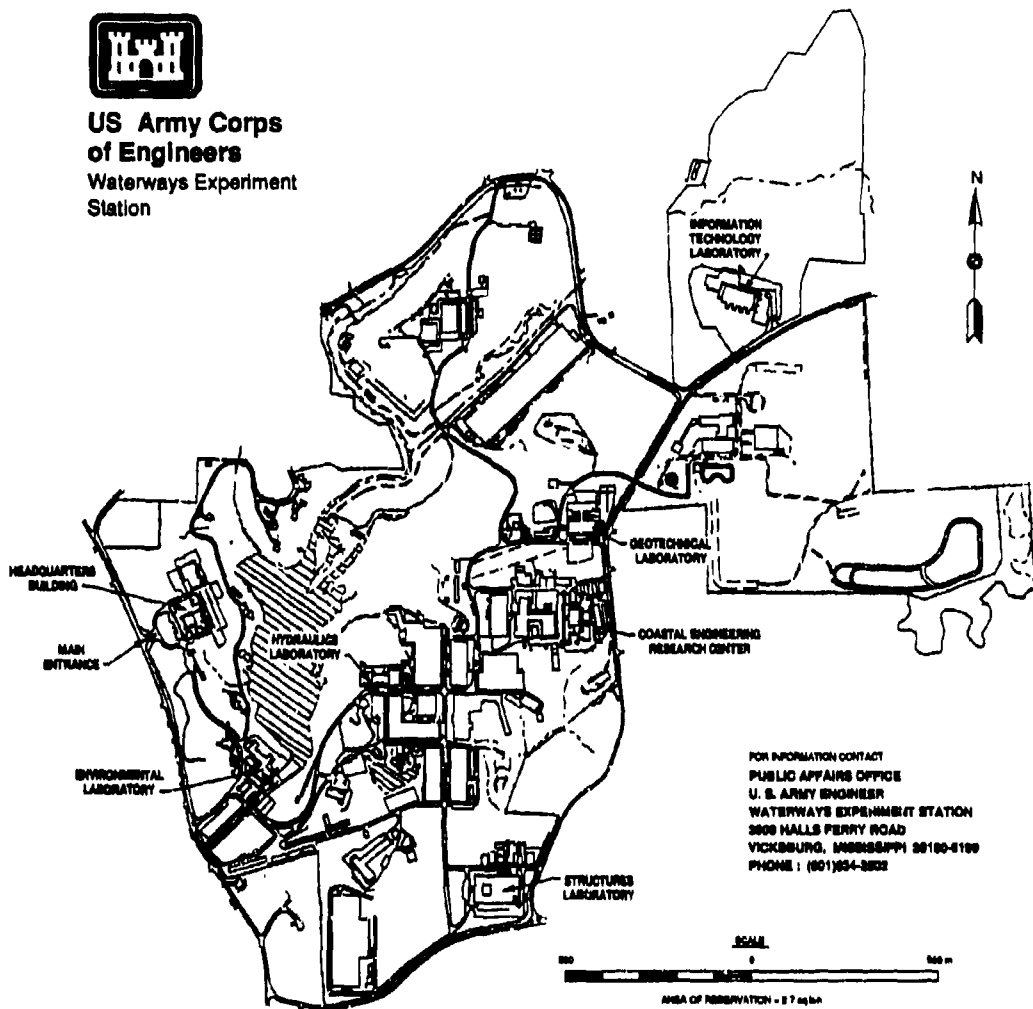 US Army Corps
of Engineers
Waterways Experiment
Station
N
INFORMATION
TECHNOLOGY
LABORATORY
GEOTECHNICAL
LABORATORY
HEADQUARTERS
BUILDING
MAIN
ENTRANCE
HYDRAULICS
LABORATORY
COASTAL ENGINEERING
RESEARCH CENTER
ENVIRONMENTAL
LABORATORY
STRUCTURES
LABORATORY
FOR INFORMATION CONTACT
PUBLIC AFFAIRS OFFICE
U. S. ARMY ENGINEER
WATERWAYS EXPERIMENT STATION
HALLS FERRY ROAD
VICKSBURG, MISSISSIPPI
PHONE :
SCALE
0
AREA OF RESERVATION =